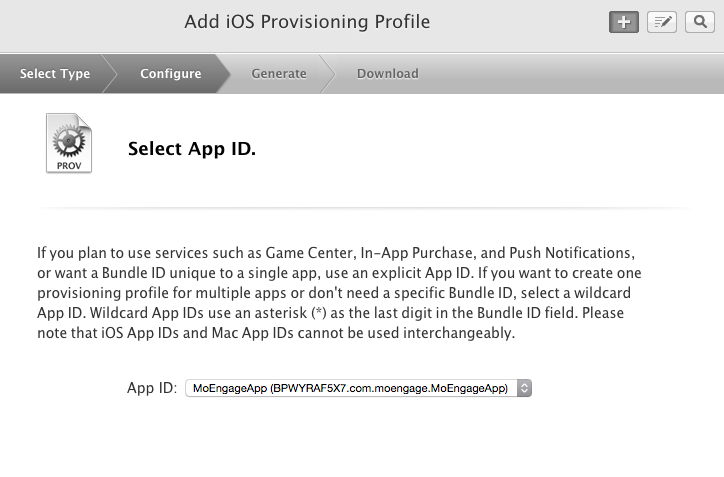 Add iOS Provisioning Profile
Select Type Configure Generate Download
PROV
Select App ID.
If you plan to use services such as Game Center, In-App Purchase, and Push Notifications,
or want a Bundle ID unique to a single app, use an explicit App ID. If you want to create one
provisioning profile for multiple apps or don't need a specific Bundle ID, select a wildcard
App ID. Wildcard App IDs use an asterisk (*) as the last digit in the Bundle ID field. Please
note that iOS App IDs and Mac App IDs cannot be used interchangeably.
App ID: MoEngageApp (BPWYRAF5X7.com.moengage.MoEngageApp)